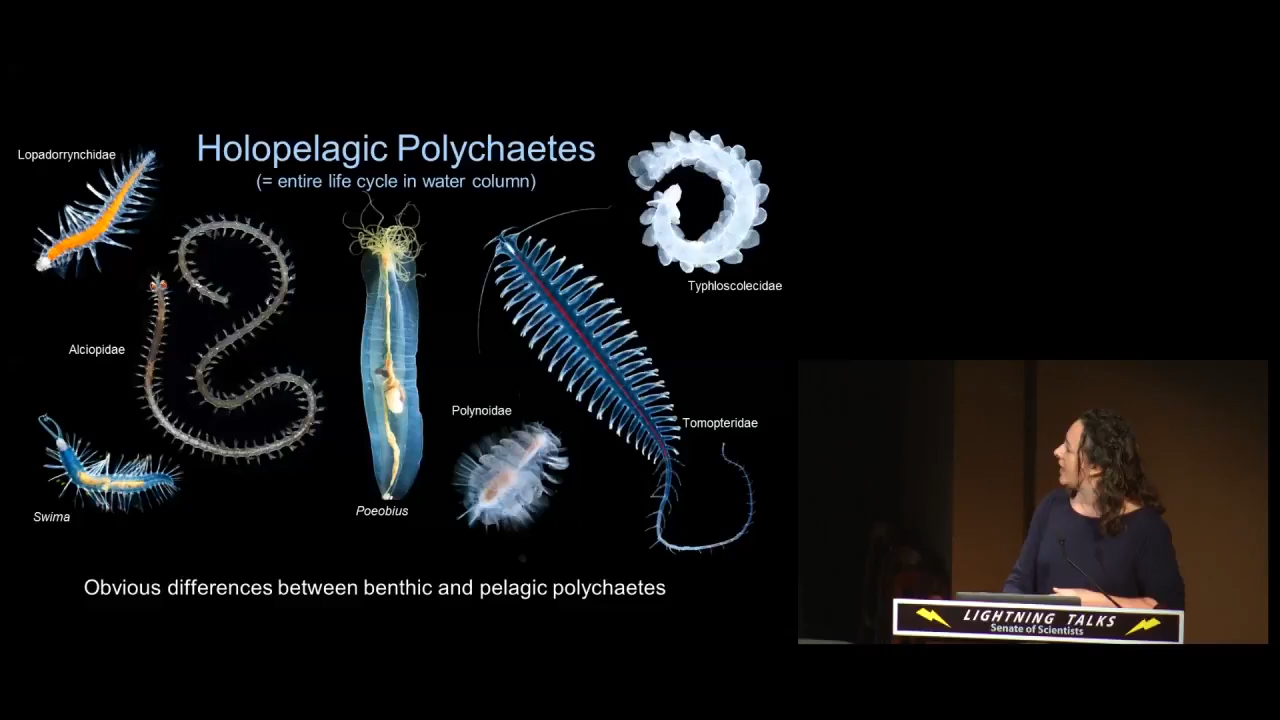 Holopelagic Polychaetes
(= entire life cycle in water column)
Lopadorrynchidae
Typhloscolecidae
Alciopidae
Polynoidae
Tomopteridae
Swima
Poeobius
Obvious differences between benthic and pelagic polychaetes
LIGHTNING TALKS
Senate of Scientists